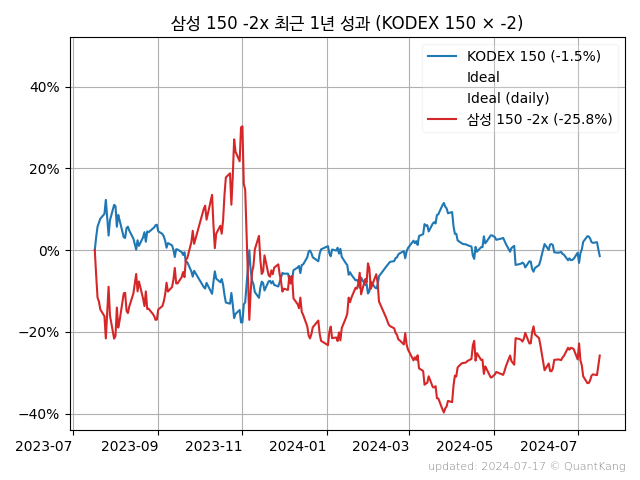 삼성 150 -2x 최근 1년 성과 (KODEX 150 × -2)
KODEX 150 (-1.5%)
Ideal
Ideal (daily)
삼성 150 -2x (-25.8%)
40%
20%
0%
−20%
−40%
2023-07 2023-09 2023-11 2024-01 2024-03 2024-05 2024-07
updated: 2024-07-17 © QuantKang